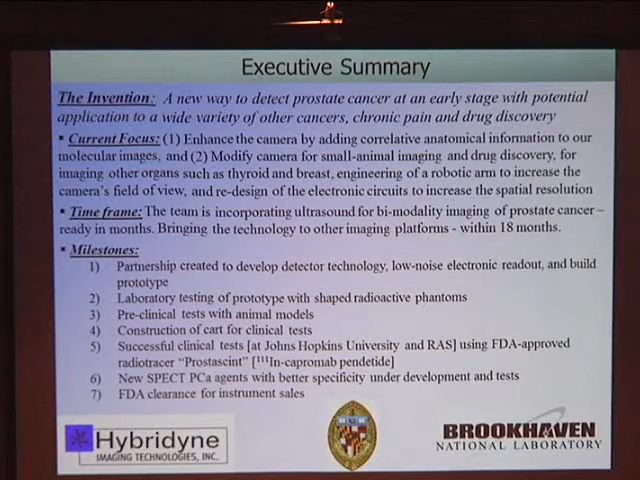 Executive Summary
The Invention: A new way to detect prostate cancer at an early stage with potential
application to a wide variety of other cancers, chronic pain and drug discovery
▪ Current Focus: (1) Enhance the camera by adding correlative anatomical information to our
molecular images, and (2) Modify camera for small-animal imaging and drug discovery, for
imaging other organs such as thyroid and breast, engineering of a robotic arm to increase the
camera's field of view, and re-design of the electronic circuits to increase the spatial resolution
▪ Time frame: The team is incorporating ultrasound for bi-modality imaging of prostate cancer –
ready in months. Bringing the technology to other imaging platforms - within 18 months.
▪ Milestones:
1) Partnership created to develop detector technology, low-noise electronic readout, and build
prototype
2) Laboratory testing of prototype with shaped radioactive phantoms
3) Pre-clinical tests with animal models
4) Construction of cart for clinical tests
5) Successful clinical tests [at Johns Hopkins University and RAS] using FDA-approved
radiotracer “Prostascint” [¹¹¹In-capromab pendetide]
6) New SPECT PCa agents with better specificity under development and tests
7) FDA clearance for instrument sales
Hybridyne
IMAGING TECHNOLOGIES, INC.
BROOKHAVEN
NATIONAL LABORATORY